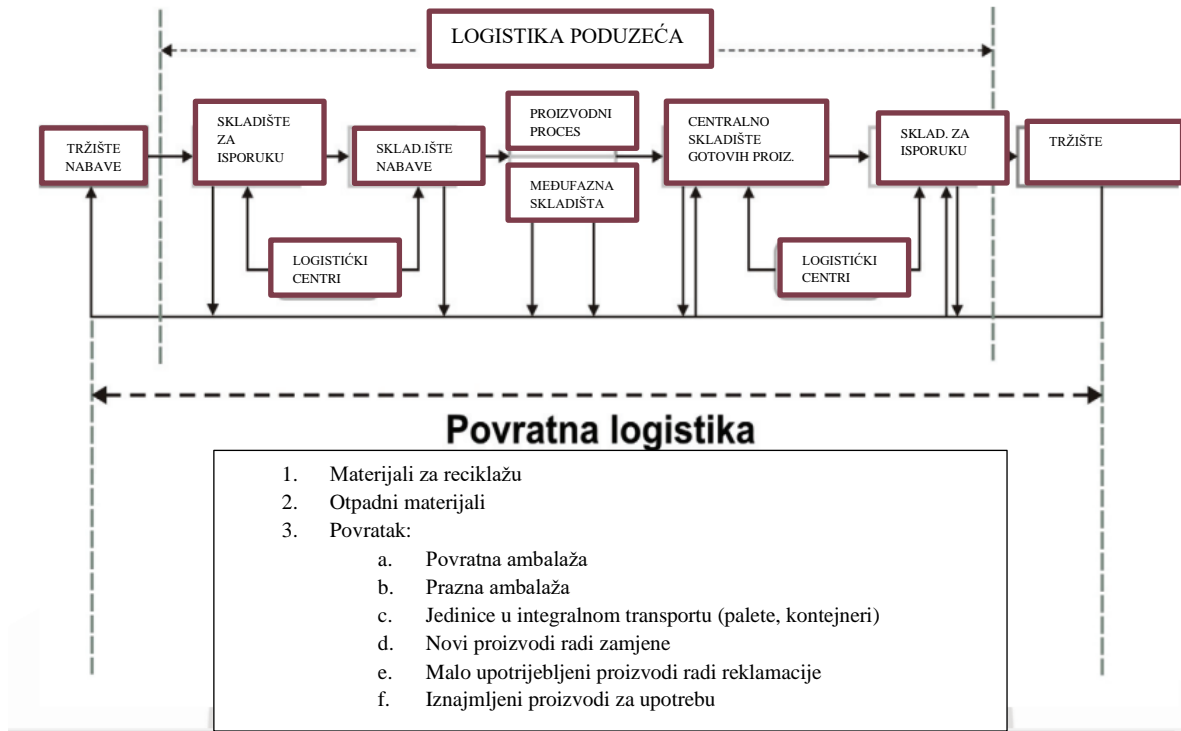 LOGISTIKA PODUZEĆA
TRŽIŠTE
NABAVE
SKLADIŠTE
ZA
ISPORUKU
SKLAD.IŠTE
NABAVE
PROIZVODNI
PROCES
MEĐUFAZNA
SKLADIŠTA
CENTRALNO
SKLADIŠTE
GOTOVIH PROIZ.
SKLAD. ZA
ISPORUKU
TRŽIŠTE
LOGISTIĆKI
CENTRI
LOGISTIĆKI
CENTRI
Povratna logistika
1. Materijali za reciklažu
2. Otpadni materijali
3. Povratak:
a. Povratna ambalaža
b. Prazna ambalaža
c. Jedinice u integralnom transportu (palete, kontejneri)
d. Novi proizvodi radi zamjene
e. Malo upotrijebljeni proizvodi radi reklamacije
f. Iznajmljeni proizvodi za upotrebu